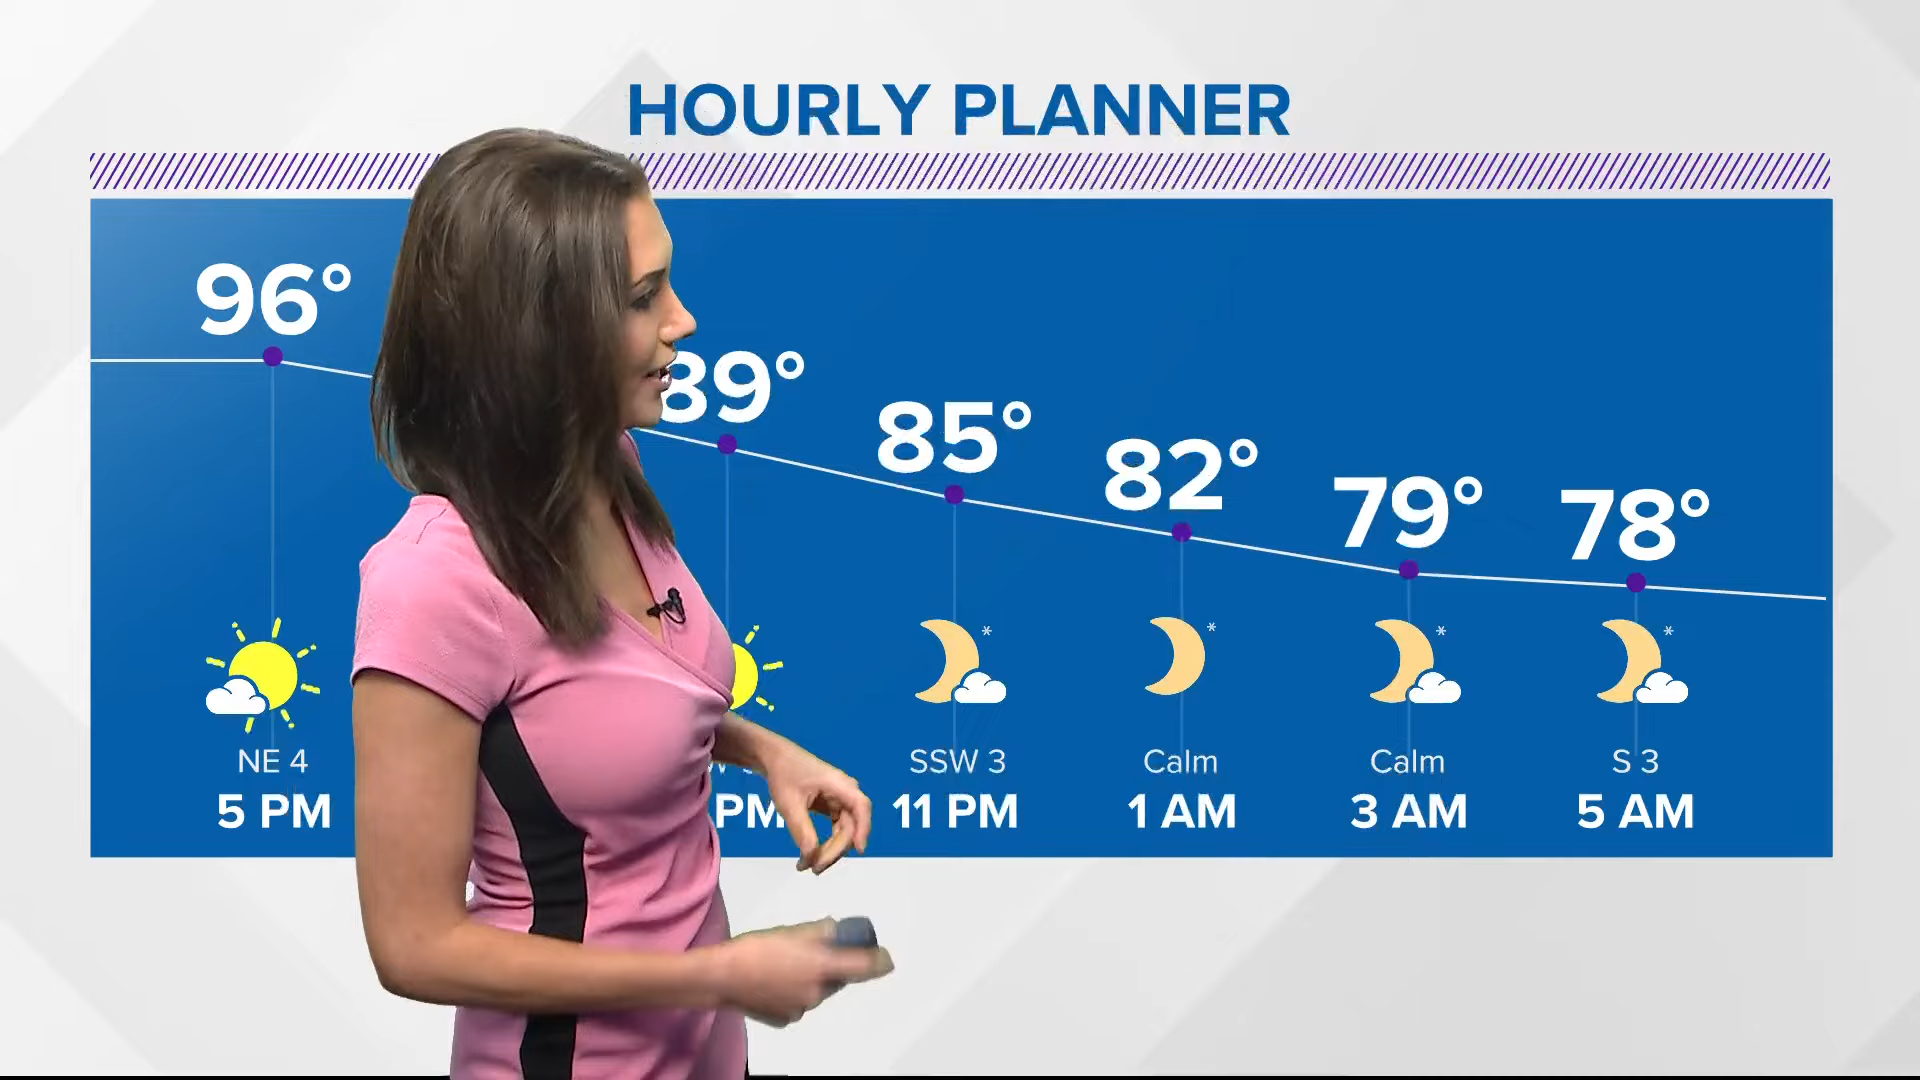 HOURLY PLANNER
96°
89°
85°
82°
79°
78°
NE 4
SSW 3
Calm
Calm
S 3
5 PM
PM
11 PM
1 AM
3 AM
5 AM